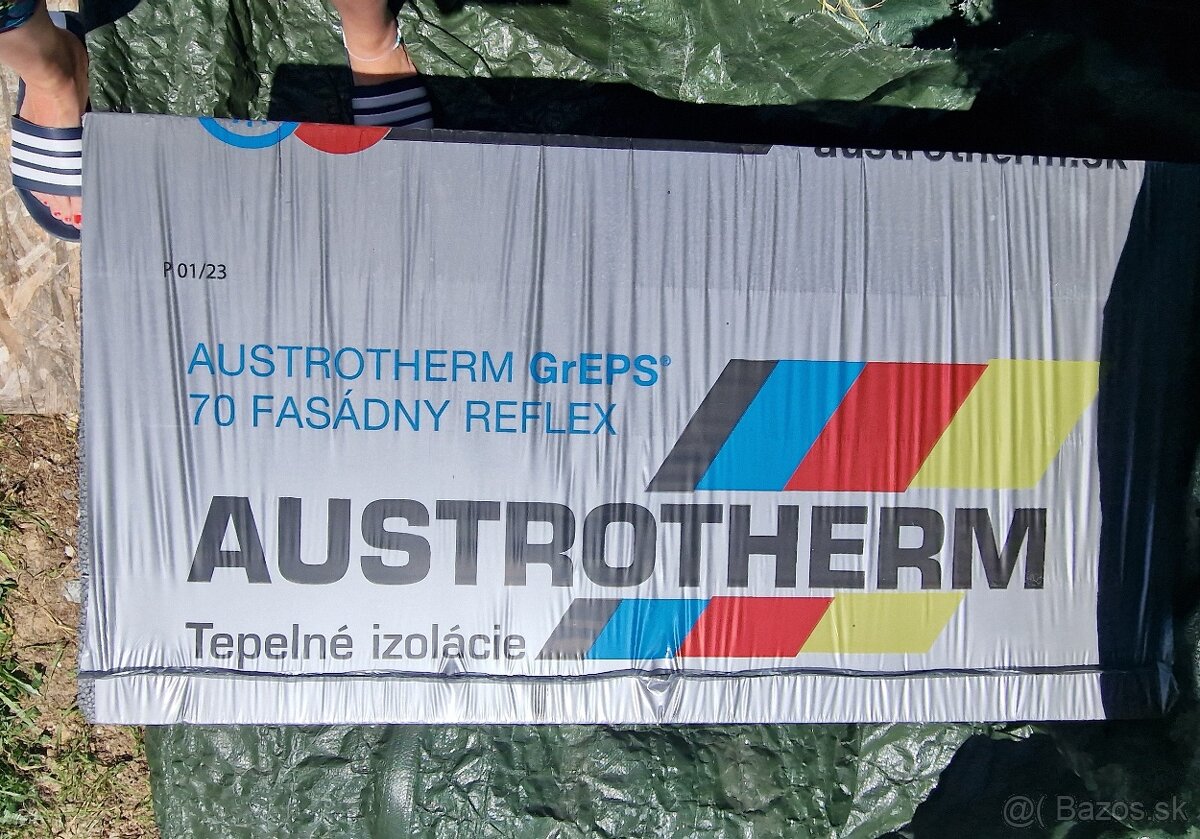 austrotherm.sk
P 01/23
AUSTROTHERM GrEPS®
70 FASÁDNY REFLEX
AUSTROTHERM
Tepelné izolácie
@( Bazos.sk